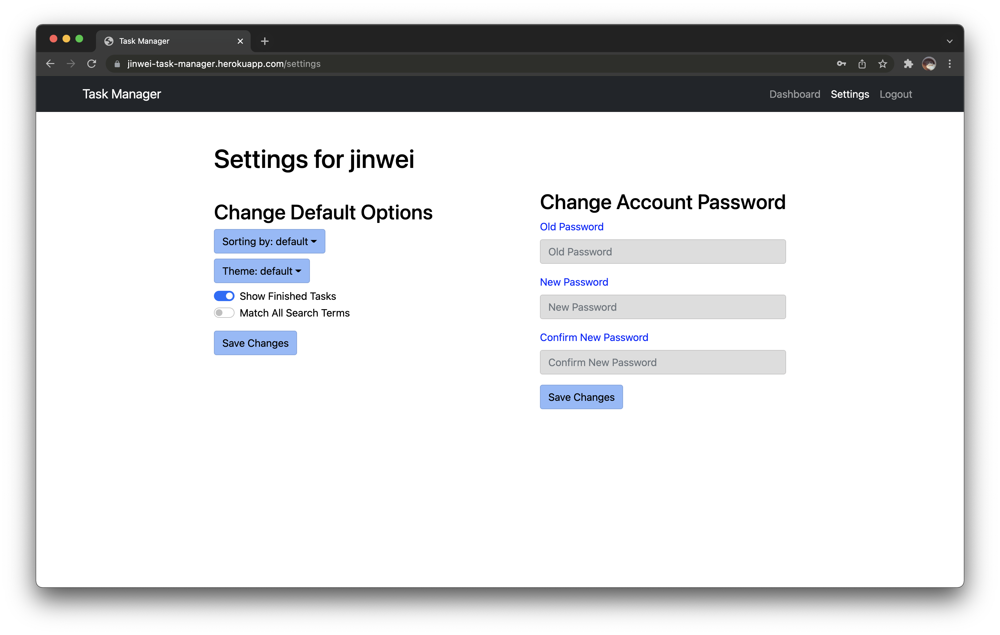 Task Manager
jinwei-task-manager.herokuapp.com/settings
Task Manager
Dashboard Settings Logout
Settings for jinwei
Change Default Options
Sorting by: default
Theme: default
Show Finished Tasks
Match All Search Terms
Save Changes
Change Account Password
Old Password
Old Password
New Password
New Password
Confirm New Password
Confirm New Password
Save Changes